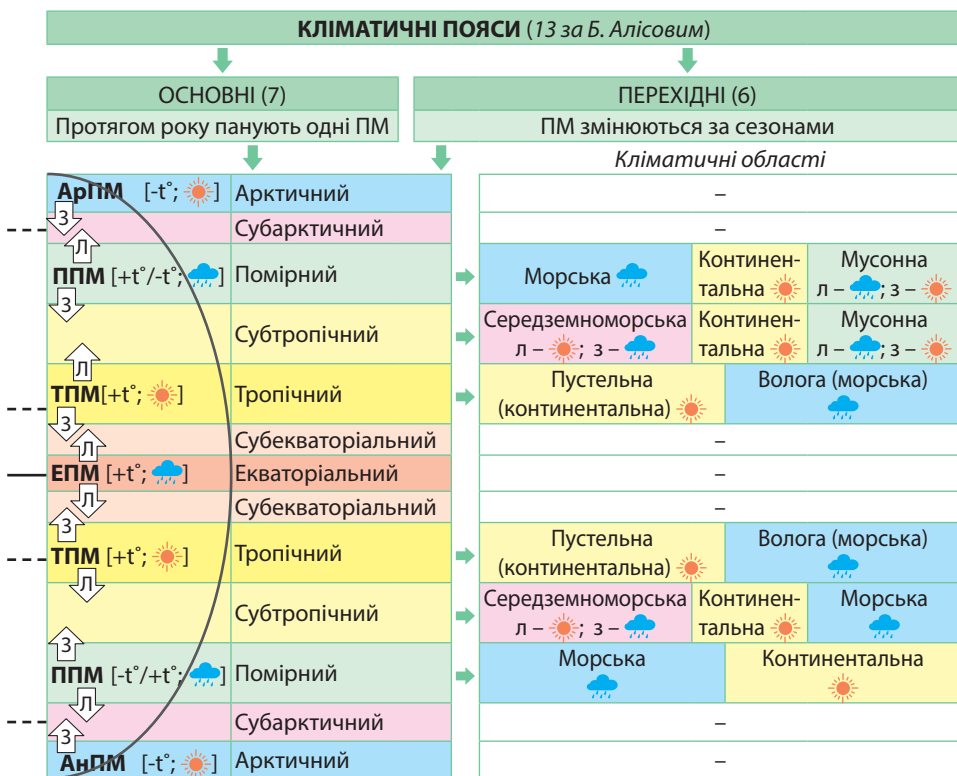 КЛІМАТИЧНІ ПОЯСИ (13 за Б. Алісовим)
ОСНОВНІ (7)
Протягом року панують одні ПМ
ПЕРЕХІДНІ (6)
ПМ змінюються за сезонами
Кліматичні області
АрПМ [-t°; ] Арктичний –
З
Субарктичний –
Л
ППМ [+t°/-t°; ] Помірний
Морська
Континен-
тальна
Мусонна
л – ; з –
З
Субтропічний
Середземноморська
л – ; з –
Континен-
тальна
Мусонна
л – ; з –
Л
ТПМ[+t°; ] Тропічний
Пустельна
(континентальна)
Волога (морська)
З
Субекваторіальний –
Л
ЕПМ [+t°; ] Екваторіальний –
Л
Субекваторіальний –
З
ТПМ [+t°; ] Тропічний
Пустельна
(континентальна)
Волога (морська)
Л
Субтропічний
Середземноморська
л – ; з –
Континен-
тальна
Морська
З
ППМ [-t°/+t°; ] Помірний
Морська
Континентальна
Л
Субарктичний –
З
АнПМ [-t°; ] Арктичний –